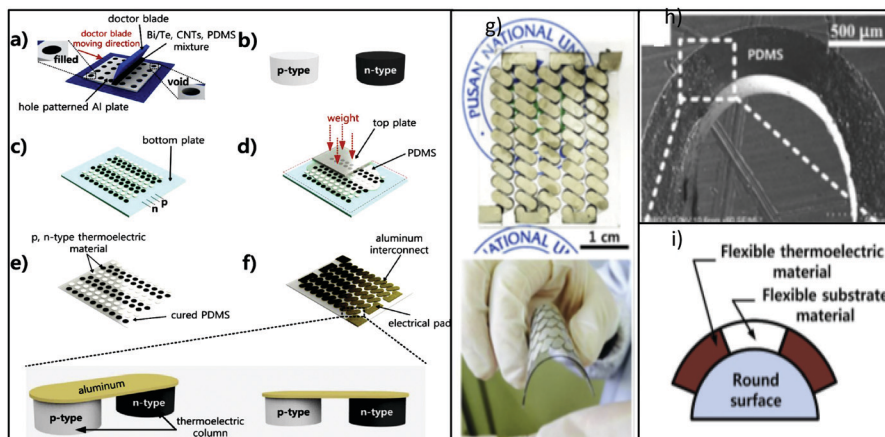 a)
doctor blade
doctor blade
moving direction
Bi/Te, CNTs, PDMS
mixture
filled
void
hole patterned Al plate
b)
p-type
n-type
c)
bottom plate
n
p
d)
weight
top plate
PDMS
e)
p, n-type thermoelectric
material
cured PDMS
f)
aluminum
interconnect
electrical pad
aluminum
p-type
n-type
thermoelectric
column
p-type
n-type
g)
PUSAN NATIONAL UN
1 cm
NATIONAL UN
h)
500 μm
PDMS
i)
Flexible thermoelectric
material
Flexible substrate
material
Round
surface